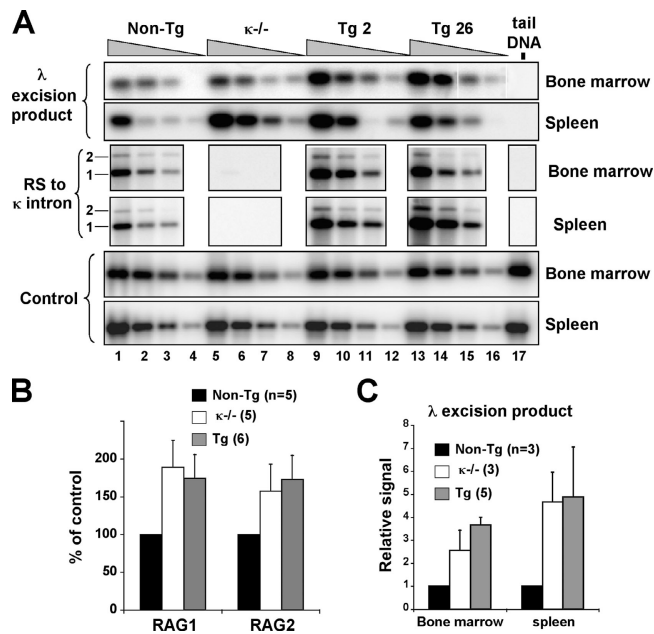 A
Non-Tg κ-/- Tg 2 Tg 26 tail DNA
λ excision product
Bone marrow
Spleen
RS to κ intron
2
1
Bone marrow
2
1
Spleen
Control
Bone marrow
Spleen
1 2 3 4 5 6 7 8 9 10 11 12 13 14 15 16 17
B
Non-Tg (n=5)
κ-/- (5)
Tg (6)
% of control
200
150
100
50
0
RAG1 RAG2
C
λ excision product
Non-Tg (n=3)
κ-/- (3)
Tg (5)
Relative signal
8
7
6
5
4
3
2
1
0
Bone marrow spleen